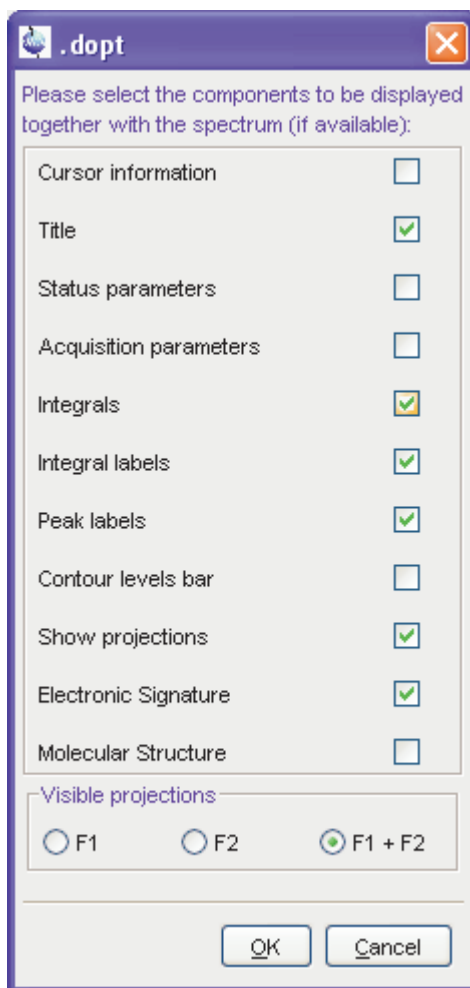 .dopt
Please select the components to be displayed
together with the spectrum (if available):
Cursor information
Title
Status parameters
Acquisition parameters
Integrals
Integral labels
Peak labels
Contour levels bar
Show projections
Electronic Signature
Molecular Structure
Visible projections
F1 F2 F1 + F2
OK Cancel